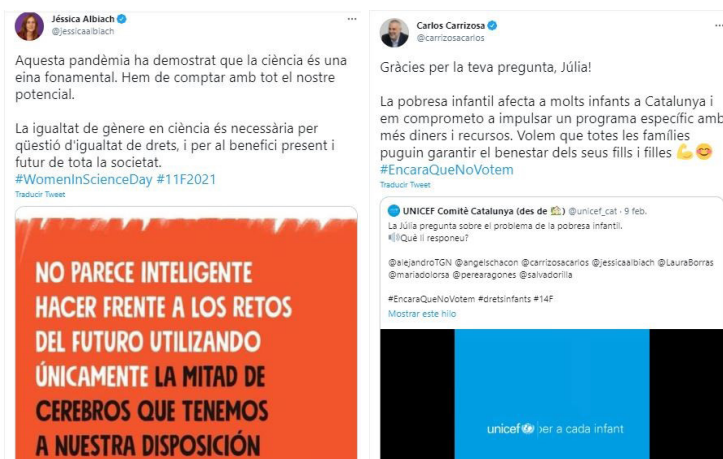 Jéssica Albiach
@jessicaalbiach
Aquesta pandèmia ha demostrat que la ciència és una
eina fonamental. Hem de comptar amb tot el nostre
potencial.
La igualtat de gènere en ciència és necessària per
qüestió d'igualtat de drets, i per al benefici present i
futur de tota la societat.
#WomenInScienceDay #11F2021
Traducir Tweet
NO PARECE INTELIGENTE
HACER FRENTE A LOS RETOS
DEL FUTURO UTILIZANDO
ÚNICAMENTE LA MITAD DE
CEREBROS QUE TENEMOS
A NUESTRA DISPOSICIÓN
Carlos Carrizosa
@carrizosacarlos
Gràcies per la teva pregunta, Júlia!
La pobresa infantil afecta a molts infants a Catalunya i
em comprometo a impulsar un programa específic amb
més diners i recursos. Volem que totes les famílies
puguin garantir el benestar dels seus fills i filles 💪😊
#EncaraQueNoVotem
Traducir Tweet
UNICEF Comitè Catalunya (des de 🏡) @unicef_cat · 9 feb.
La Júlia pregunta sobre el problema de la pobresa infantil.
🔊Què li responeu?
@alejandroTGN @angelschacon @carrizosacarlos @jessicaalbiach @LauraBorras
@mariadolorsa @perearagones @salvadorilla
#EncaraQueNoVotem #dretsinfants #14F
Mostrar este hilo
unicef per a cada infant